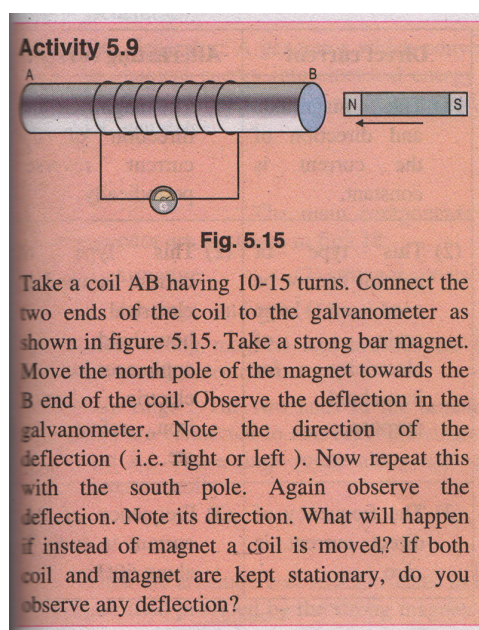 Activity 5.9
A B
N S
G
Fig. 5.15
Take a coil AB having 10-15 turns. Connect the
two ends of the coil to the galvanometer as
shown in figure 5.15. Take a strong bar magnet.
Move the north pole of the magnet towards the
B end of the coil. Observe the deflection in the
galvanometer. Note the direction of the
deflection ( i.e. right or left ). Now repeat this
with the south pole. Again observe the
deflection. Note its direction. What will happen
if instead of magnet a coil is moved? If both
coil and magnet are kept stationary, do you
observe any deflection?